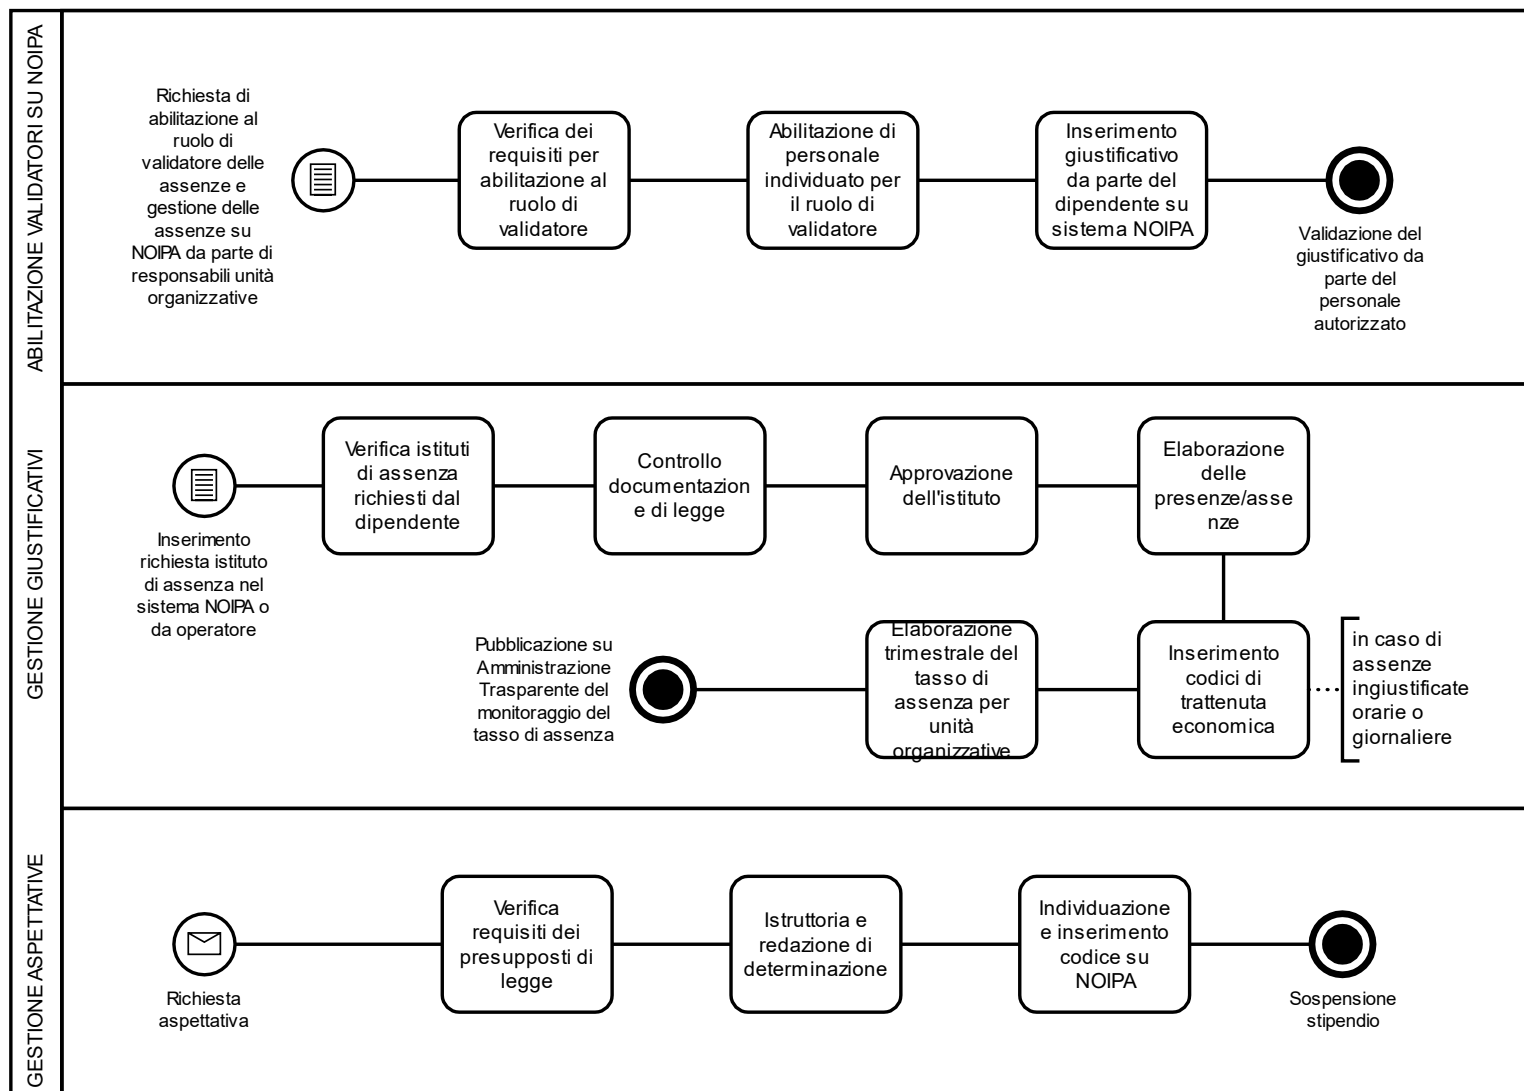 ABILITAZIONE VALIDATORI SU NOIPA
Richiesta di
abilitazione al
ruolo di
validatore delle
assenze e
gestione delle
assenze su
NOIPA da parte di
responsabili unità
organizzative
Verifica dei
requisiti per
abilitazione al
ruolo di
validatore
Abilitazione di
personale
individuato per
il ruolo di
validatore
Inserimento
giustificativo
da parte del
dipendente su
sistema NOIPA
Validazione del
giustificativo da
parte del
personale
autorizzato
GESTIONE GIUSTIFICATIVI
Inserimento
richiesta istituto
di assenza nel
sistema NOIPA o
da operatore
Verifica istituti
di assenza
richiesti dal
dipendente
Controllo
documentazion
e di legge
Approvazione
dell'istituto
Elaborazione
delle
presenze/asse
nze
Inserimento
codici di
trattenuta
economica
in caso di
assenze
ingiustificate
orarie o
giornaliere
Elaborazione
trimestrale del
tasso di
assenza per
unità
organizzative
Pubblicazione su
Amministrazione
Trasparente del
monitoraggio del
tasso di assenza
GESTIONE ASPETTATIVE
Richiesta
aspettativa
Verifica
requisiti dei
presupposti di
legge
Istruttoria e
redazione di
determinazione
Individuazione
e inserimento
codice su
NOIPA
Sospensione
stipendio